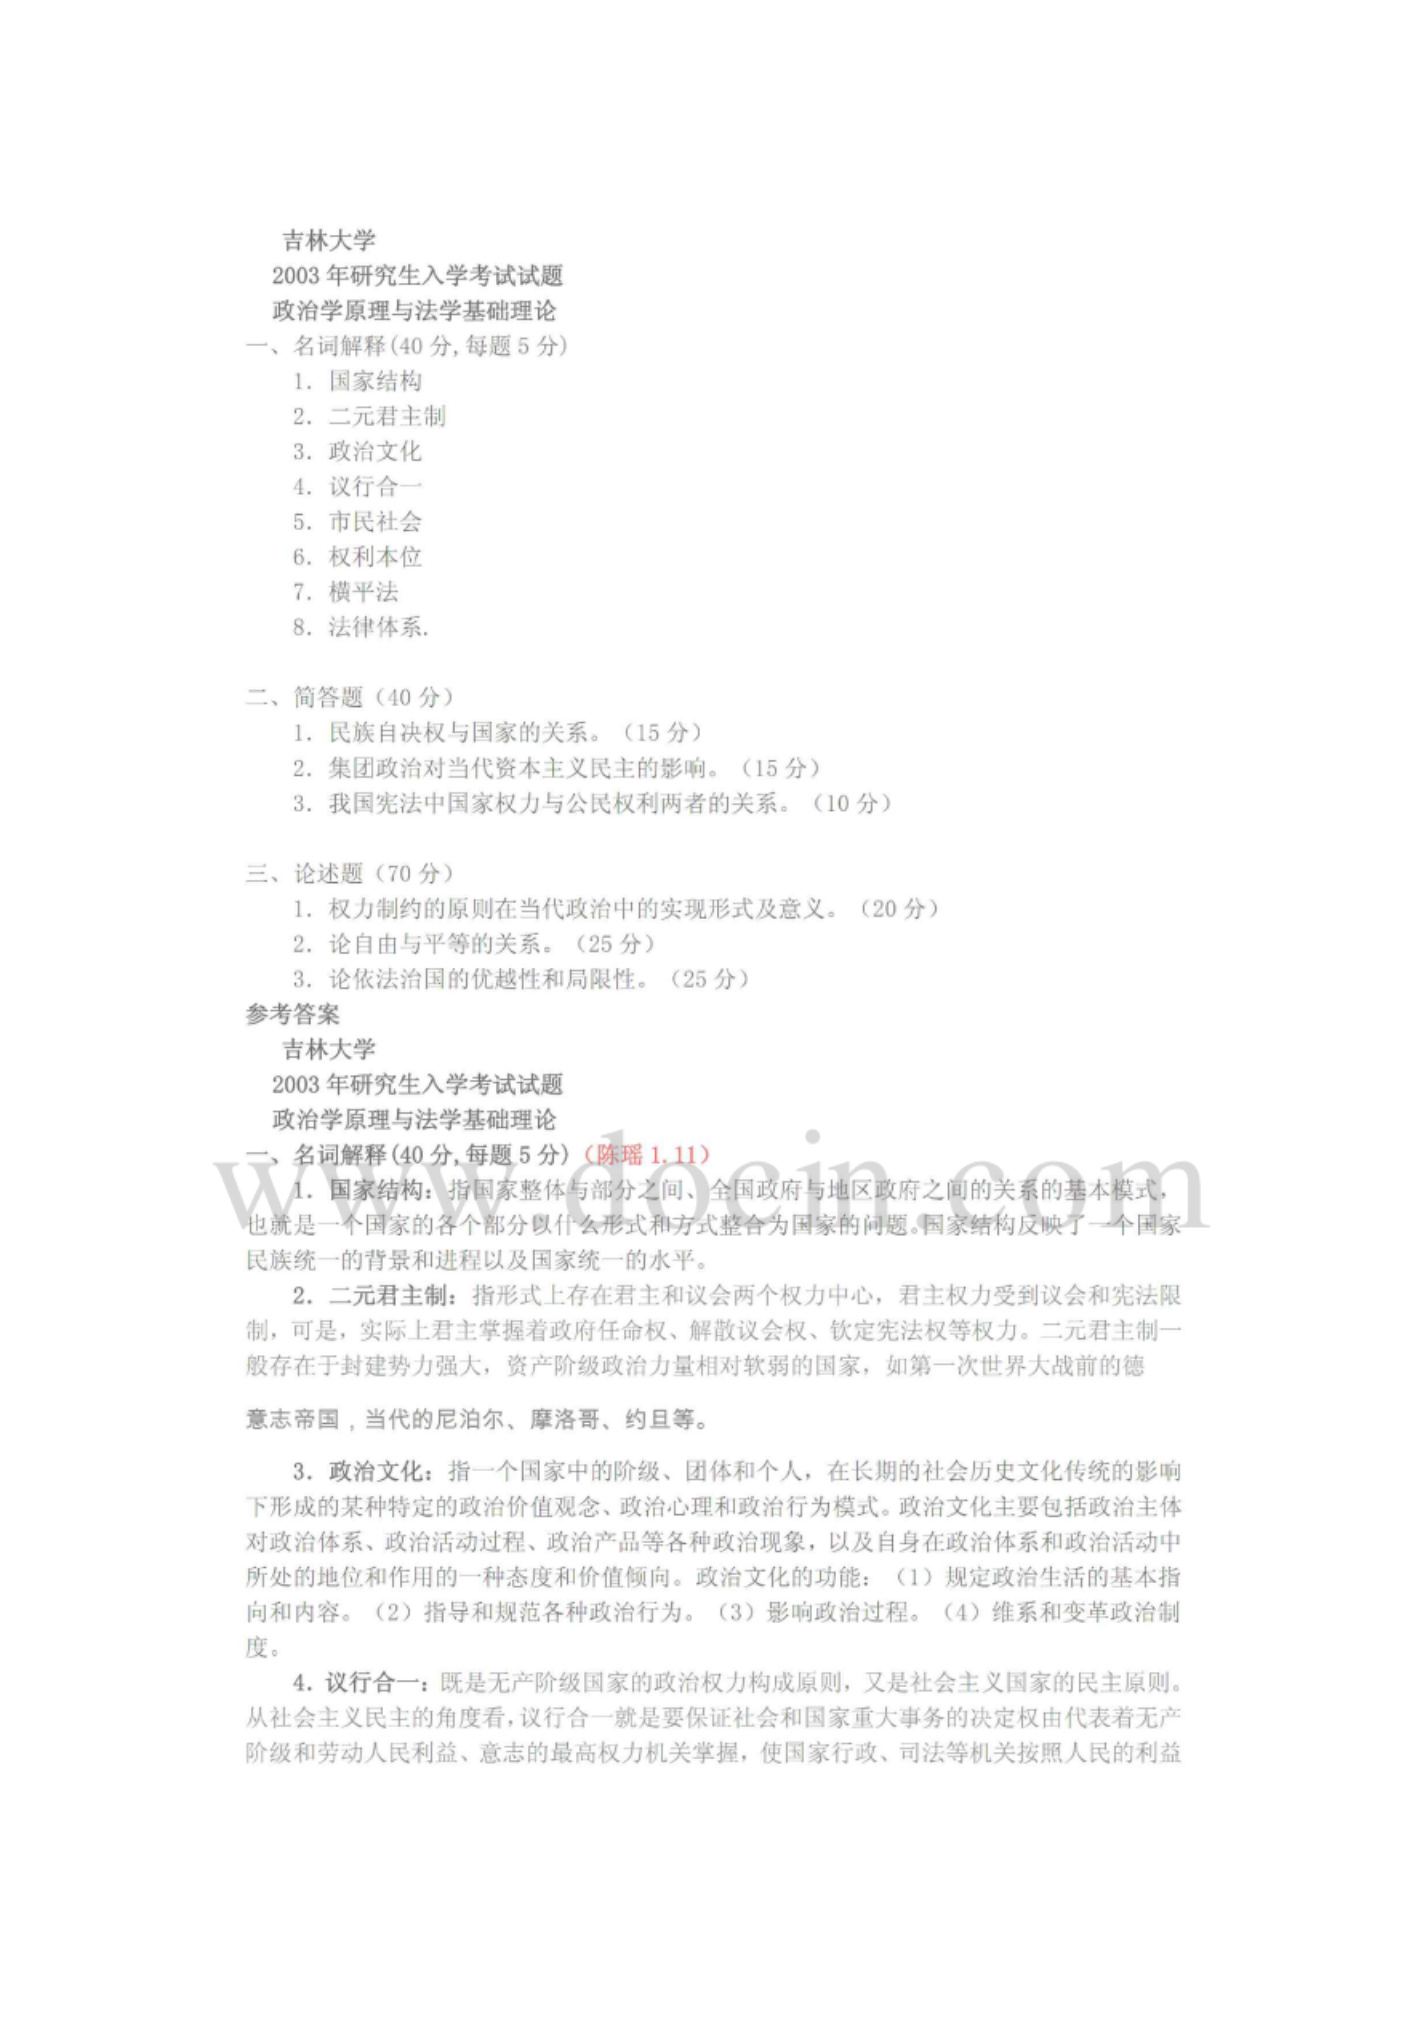 吉林大学
2003 年研究生入学考试试题
政治学原理与法学基础理论
一、名词解释(40 分,每题 5 分)
1. 国家结构
2. 二元君主制
3. 政治文化
4. 议行合一
5. 市民社会
6. 权利本位
7. 横平法
8. 法律体系.
二、简答题（40 分）
1. 民族自决权与国家的关系。（15 分）
2. 集团政治对当代资本主义民主的影响。（15 分）
3. 我国宪法中国家权力与公民权利两者的关系。（10 分）
三、论述题（70 分）
1. 权力制约的原则在当代政治中的实现形式及意义。（20 分）
2. 论自由与平等的关系。（25 分）
3. 论依法治国的优越性和局限性。（25 分）
参考答案
吉林大学
2003 年研究生入学考试试题
政治学原理与法学基础理论
一、名词解释(40 分,每题 5 分)（陈瑶 1.11）
1. 国家结构：指国家整体与部分之间、全国政府与地区政府之间的关系的基本模式，
也就是一个国家的各个部分以什么形式和方式整合为国家的问题。国家结构反映了一个国家
民族统一的背景和进程以及国家统一的水平。
2. 二元君主制：指形式上存在君主和议会两个权力中心，君主权力受到议会和宪法限
制，可是，实际上君主掌握着政府任命权、解散议会权、钦定宪法权等权力。二元君主制一
般存在于封建势力强大，资产阶级政治力量相对软弱的国家，如第一次世界大战前的德
意志帝国，当代的尼泊尔、摩洛哥、约旦等。
3. 政治文化：指一个国家中的阶级、团体和个人，在长期的社会历史文化传统的影响
下形成的某种特定的政治价值观念、政治心理和政治行为模式。政治文化主要包括政治主体
对政治体系、政治活动过程、政治产品等各种政治现象，以及自身在政治体系和政治活动中
所处的地位和作用的一种态度和价值倾向。政治文化的功能：（1）规定政治生活的基本指
向和内容。（2）指导和规范各种政治行为。（3）影响政治过程。（4）维系和变革政治制
度。
4. 议行合一：既是无产阶级国家的政治权力构成原则，又是社会主义国家的民主原则。
从社会主义民主的角度看，议行合一就是要保证社会和国家重大事务的决定权由代表着无产
阶级和劳动人民利益、意志的最高权力机关掌握，使国家行政、司法等机关按照人民的利益
www.docin.com